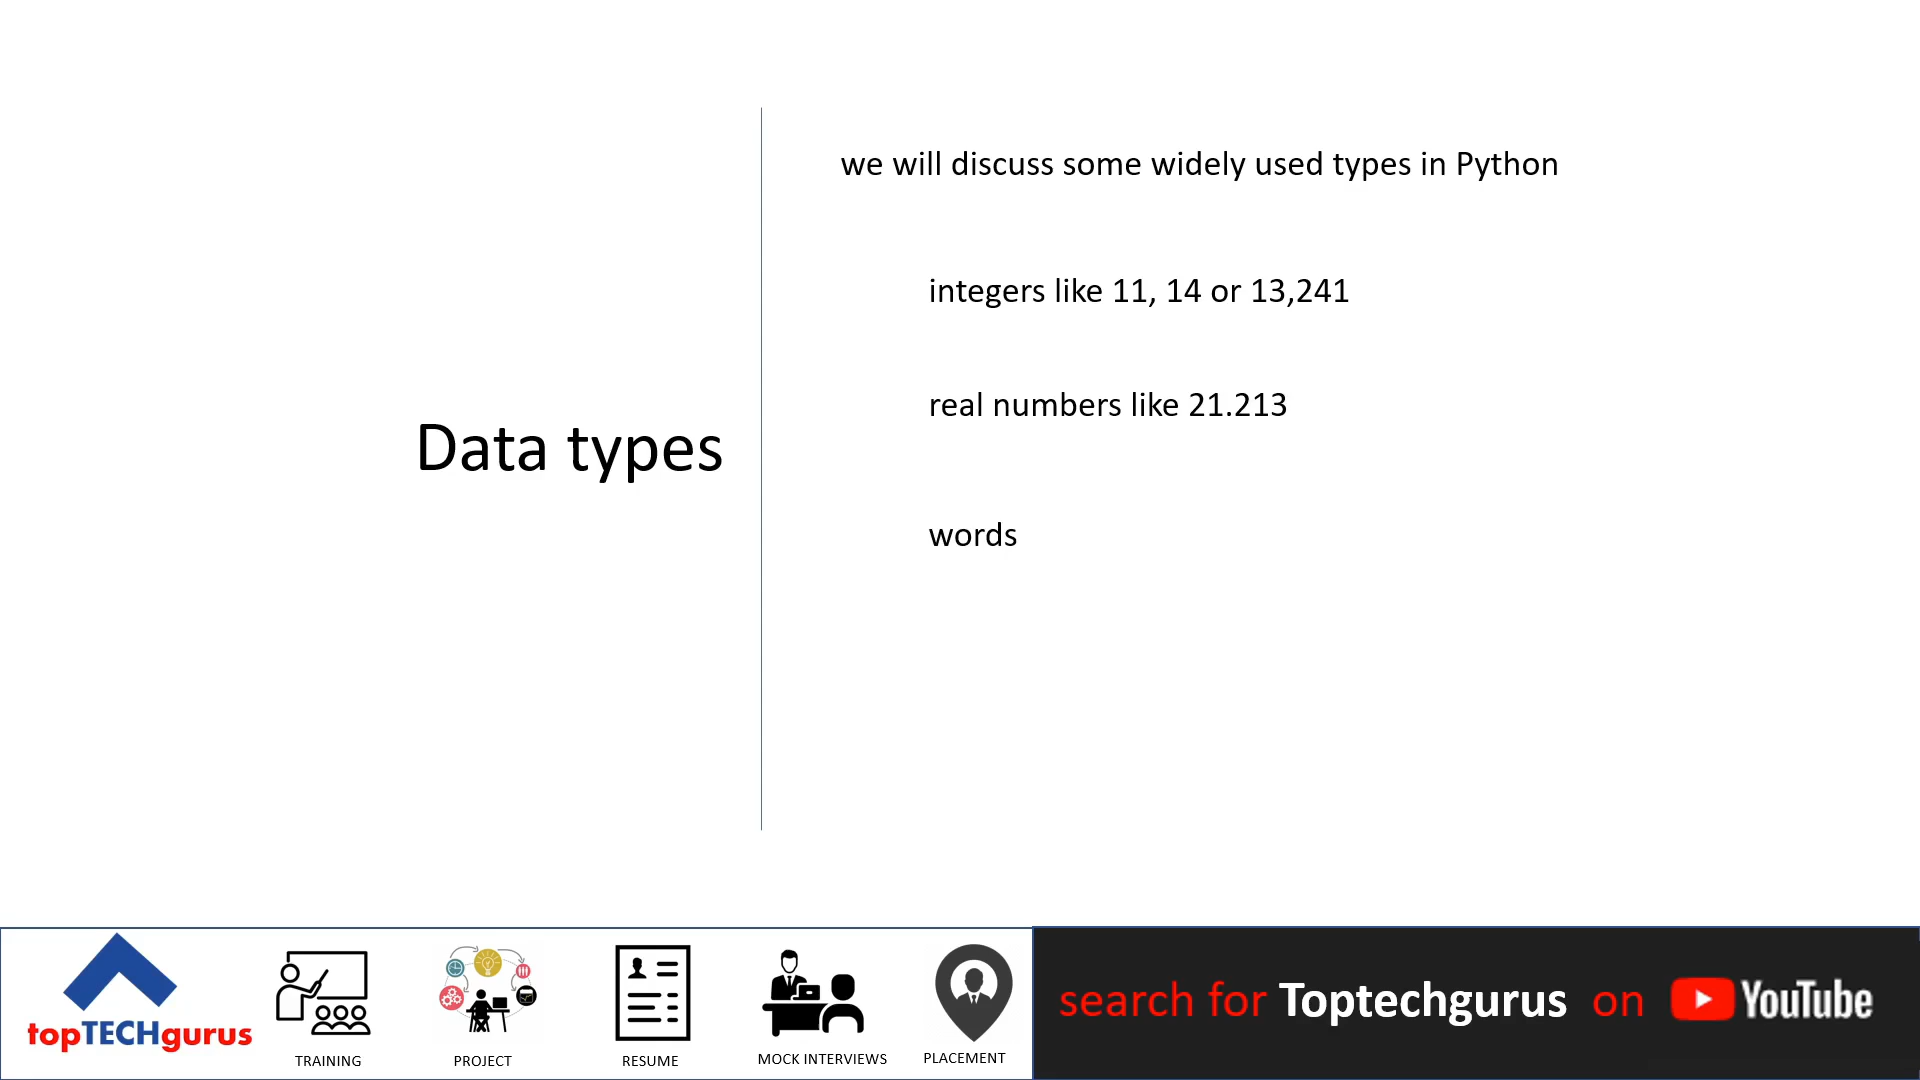 we will discuss some widely used types in Python
integers like 11, 14 or 13,241
real numbers like 21.213
Data types
words
topTECHgurus
TRAINING
PROJECT
RESUME
MOCK INTERVIEWS
PLACEMENT
search for Toptechgurus on YouTube